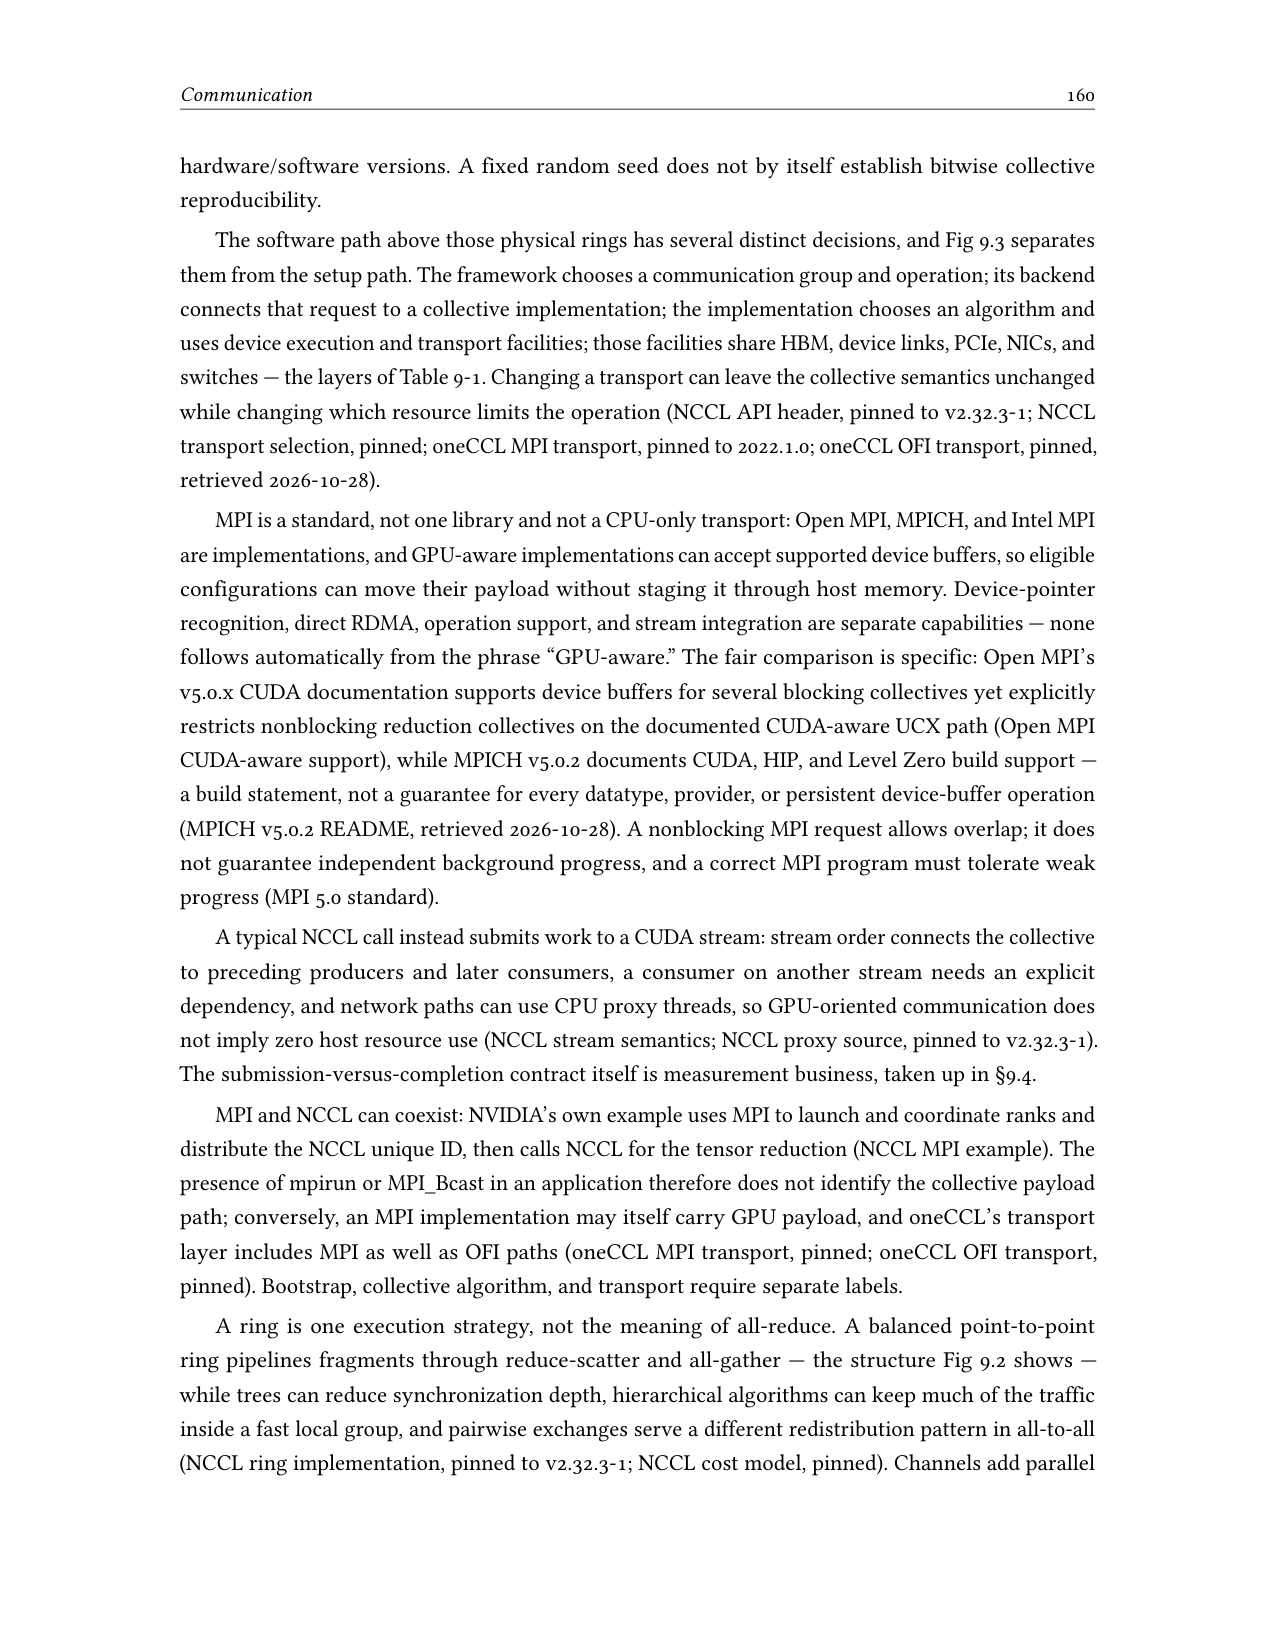 Communication 160
hardware/software versions. A fixed random seed does not by itself establish bitwise collective
reproducibility.
The software path above those physical rings has several distinct decisions, and Fig 9.3 separates
them from the setup path. The framework chooses a communication group and operation; its backend
connects that request to a collective implementation; the implementation chooses an algorithm and
uses device execution and transport facilities; those facilities share HBM, device links, PCIe, NICs, and
switches — the layers of Table 9-1. Changing a transport can leave the collective semantics unchanged
while changing which resource limits the operation (NCCL API header, pinned to v2.32.3-1; NCCL
transport selection, pinned; oneCCL MPI transport, pinned to 2022.1.0; oneCCL OFI transport, pinned,
retrieved 2026-10-28).
MPI is a standard, not one library and not a CPU-only transport: Open MPI, MPICH, and Intel MPI
are implementations, and GPU-aware implementations can accept supported device buffers, so eligible
configurations can move their payload without staging it through host memory. Device-pointer
recognition, direct RDMA, operation support, and stream integration are separate capabilities — none
follows automatically from the phrase “GPU-aware.” The fair comparison is specific: Open MPI’s
v5.0.x CUDA documentation supports device buffers for several blocking collectives yet explicitly
restricts nonblocking reduction collectives on the documented CUDA-aware UCX path (Open MPI
CUDA-aware support), while MPICH v5.0.2 documents CUDA, HIP, and Level Zero build support —
a build statement, not a guarantee for every datatype, provider, or persistent device-buffer operation
(MPICH v5.0.2 README, retrieved 2026-10-28). A nonblocking MPI request allows overlap; it does
not guarantee independent background progress, and a correct MPI program must tolerate weak
progress (MPI 5.0 standard).
A typical NCCL call instead submits work to a CUDA stream: stream order connects the collective
to preceding producers and later consumers, a consumer on another stream needs an explicit
dependency, and network paths can use CPU proxy threads, so GPU-oriented communication does
not imply zero host resource use (NCCL stream semantics; NCCL proxy source, pinned to v2.32.3-1).
The submission-versus-completion contract itself is measurement business, taken up in §9.4.
MPI and NCCL can coexist: NVIDIA’s own example uses MPI to launch and coordinate ranks and
distribute the NCCL unique ID, then calls NCCL for the tensor reduction (NCCL MPI example). The
presence of mpirun or MPI_Bcast in an application therefore does not identify the collective payload
path; conversely, an MPI implementation may itself carry GPU payload, and oneCCL’s transport
layer includes MPI as well as OFI paths (oneCCL MPI transport, pinned; oneCCL OFI transport,
pinned). Bootstrap, collective algorithm, and transport require separate labels.
A ring is one execution strategy, not the meaning of all-reduce. A balanced point-to-point
ring pipelines fragments through reduce-scatter and all-gather — the structure Fig 9.2 shows —
while trees can reduce synchronization depth, hierarchical algorithms can keep much of the traffic
inside a fast local group, and pairwise exchanges serve a different redistribution pattern in all-to-all
(NCCL ring implementation, pinned to v2.32.3-1; NCCL cost model, pinned). Channels add parallel